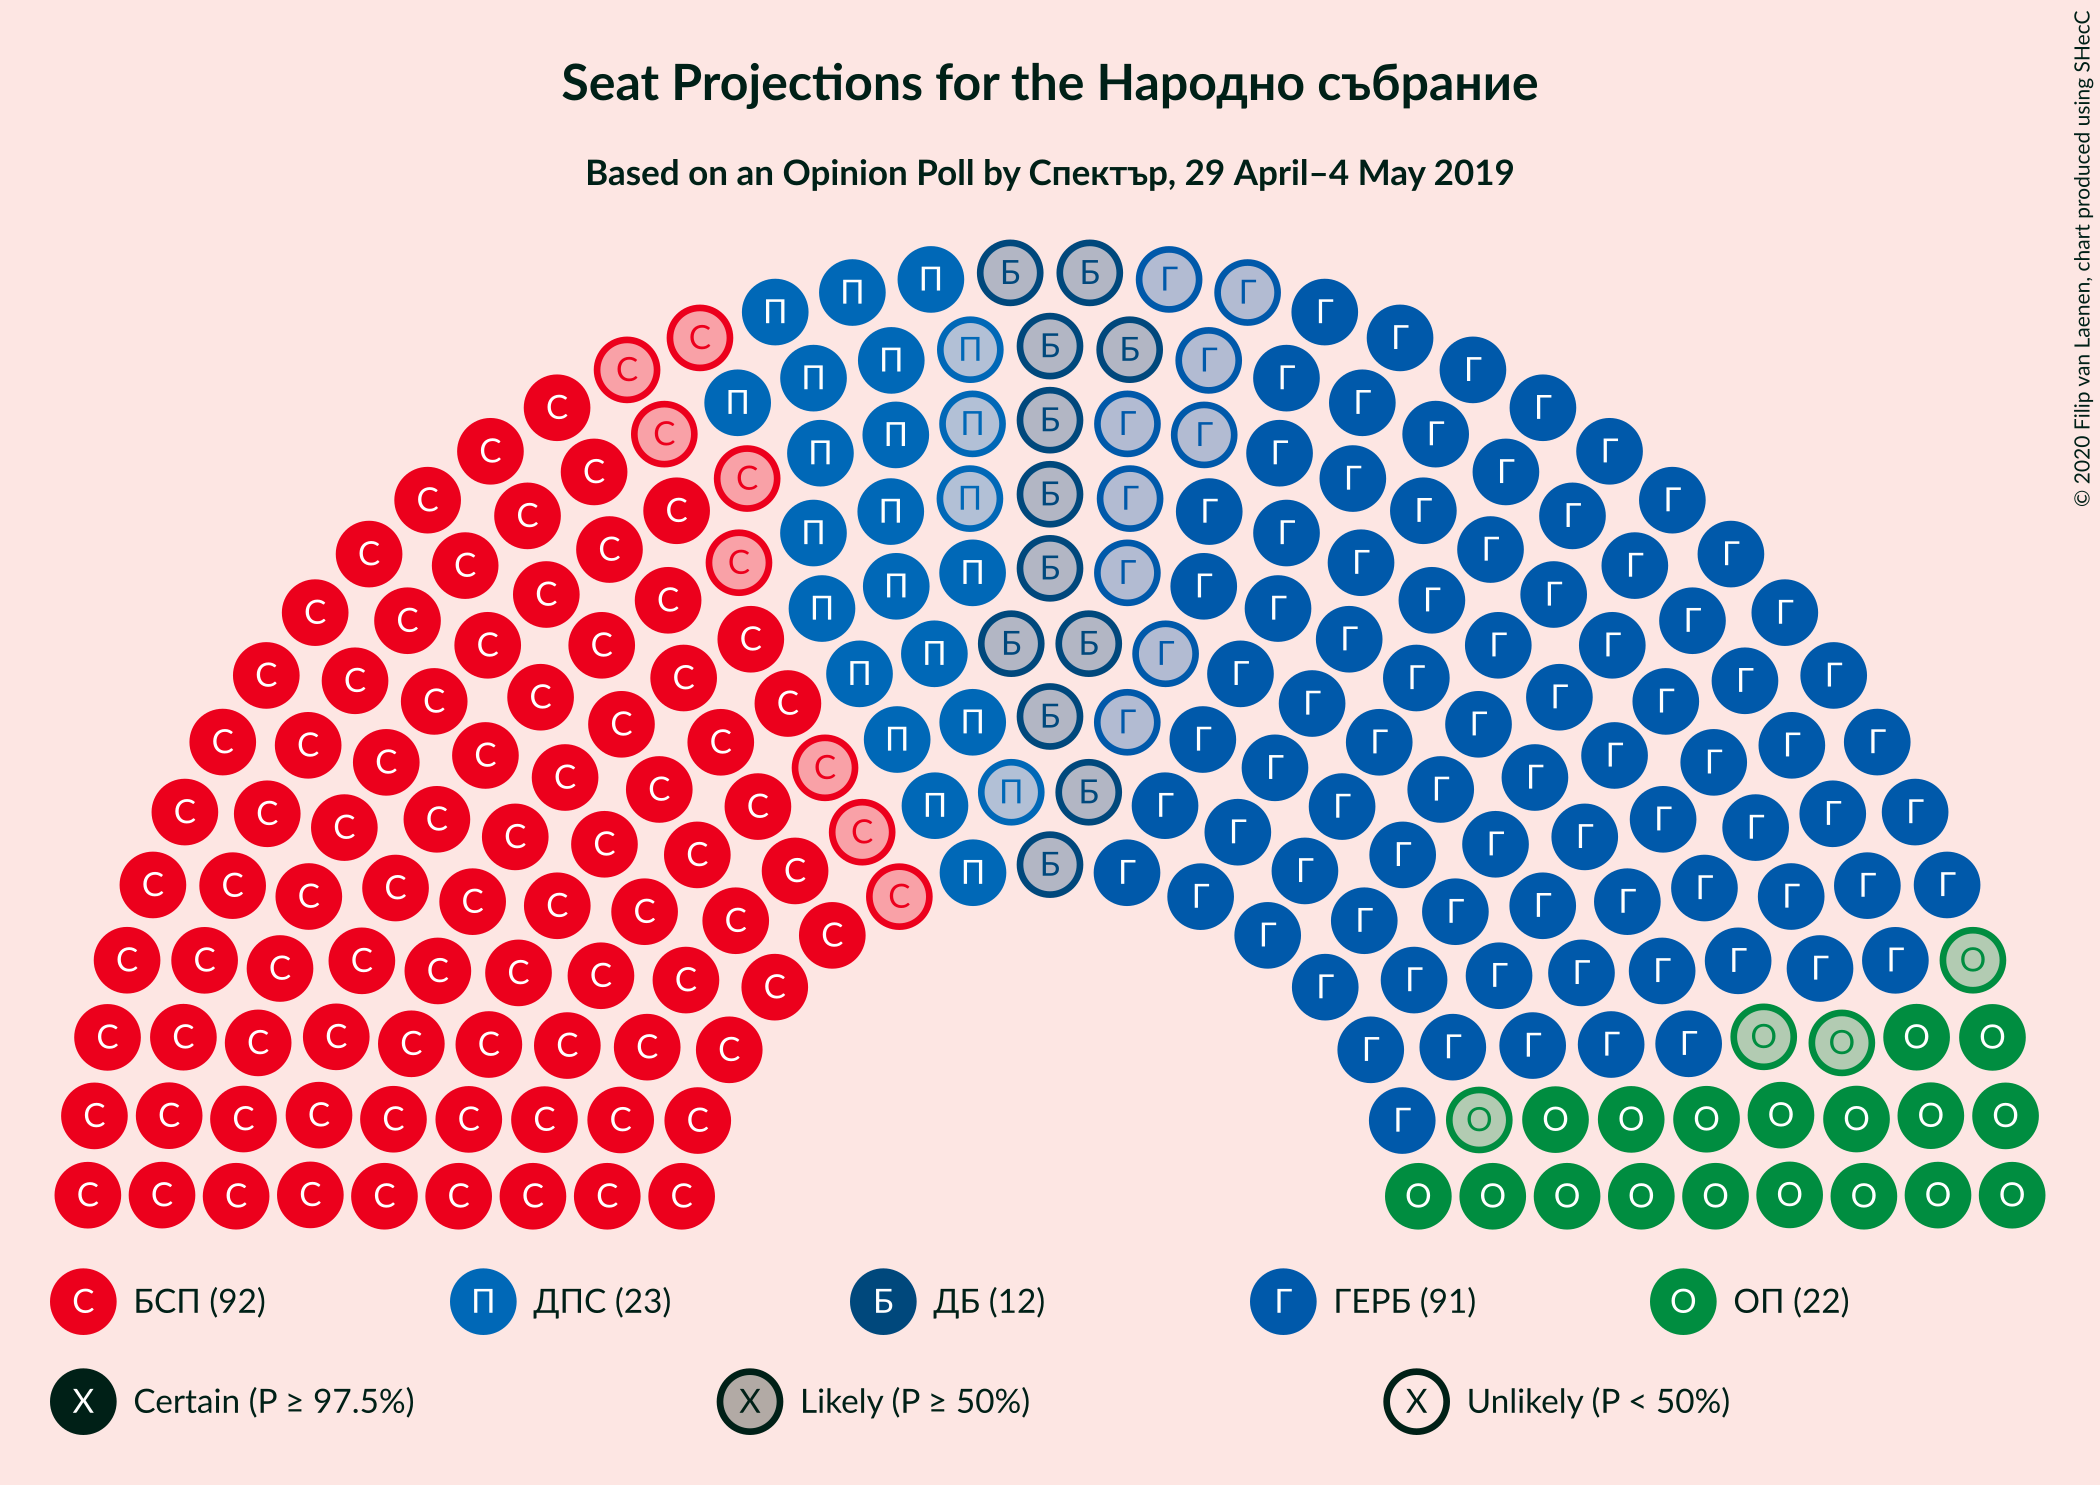 Seat Projections for the Народно събрание
Based on an Opinion Poll by Спектър, 29 April–4 May 2019
© 2020 Filip van Laenen, chart produced using SHecC
С БСП (92)
П ДПС (23)
Б ДБ (12)
Г ГЕРБ (91)
О ОП (22)
X Certain (P ≥ 97.5%)
X Likely (P ≥ 50%)
X Unlikely (P < 50%)